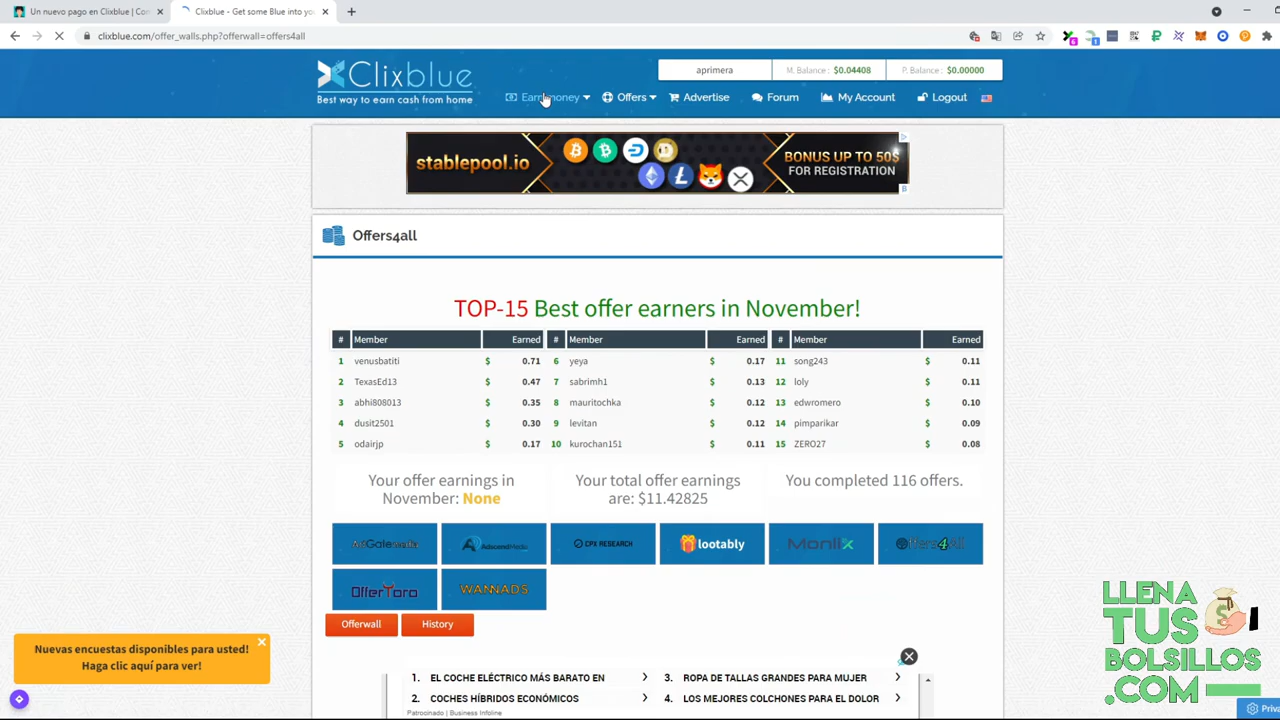 Un nuevo pago en Clixblue | Con
Clixblue - Get some Blue into yo
clixblue.com/offer_walls.php?offerwall=offers4all
Clixblue
Best way to earn cash from home
aprimera
M. Balance : $0.04408
P. Balance : $0.00000
Earn money
Offers
Advertise
Forum
My Account
Logout
stablepool.io
BONUS UP TO 50$
FOR REGISTRATION
Offers4all
TOP-15 Best offer earners in November!
# Member Earned # Member Earned # Member Earned
1 venusbatiti $ 0.71 6 yeya $ 0.17 11 song243 $ 0.11
2 TexasEd13 $ 0.47 7 sabrimh1 $ 0.13 12 loly $ 0.11
3 abhi808013 $ 0.35 8 mauritochka $ 0.12 13 edwromero $ 0.10
4 dusit2501 $ 0.30 9 levitan $ 0.12 14 pimparikar $ 0.09
5 odairjp $ 0.17 10 kurochan151 $ 0.11 15 ZERO27 $ 0.08
Your offer earnings in
November: None
Your total offer earnings
are: $11.42825
You completed 116 offers.
AdGatemedia
AdscendMedia
CPX RESEARCH
lootably
Monlix
Offers4All
OfferToro
WANNADS
Offerwall
History
Nuevas encuestas disponibles para usted!
Haga clic aquí para ver!
1. EL COCHE ELÉCTRICO MÁS BARATO EN
2. COCHES HÍBRIDOS ECONÓMICOS
3. ROPA DE TALLAS GRANDES PARA MUJER
4. LOS MEJORES COLCHONES PARA EL DOLOR
Patrocinado | Business Infoline
LLENA
TUS
BOLSILLOS
.COM
Priva